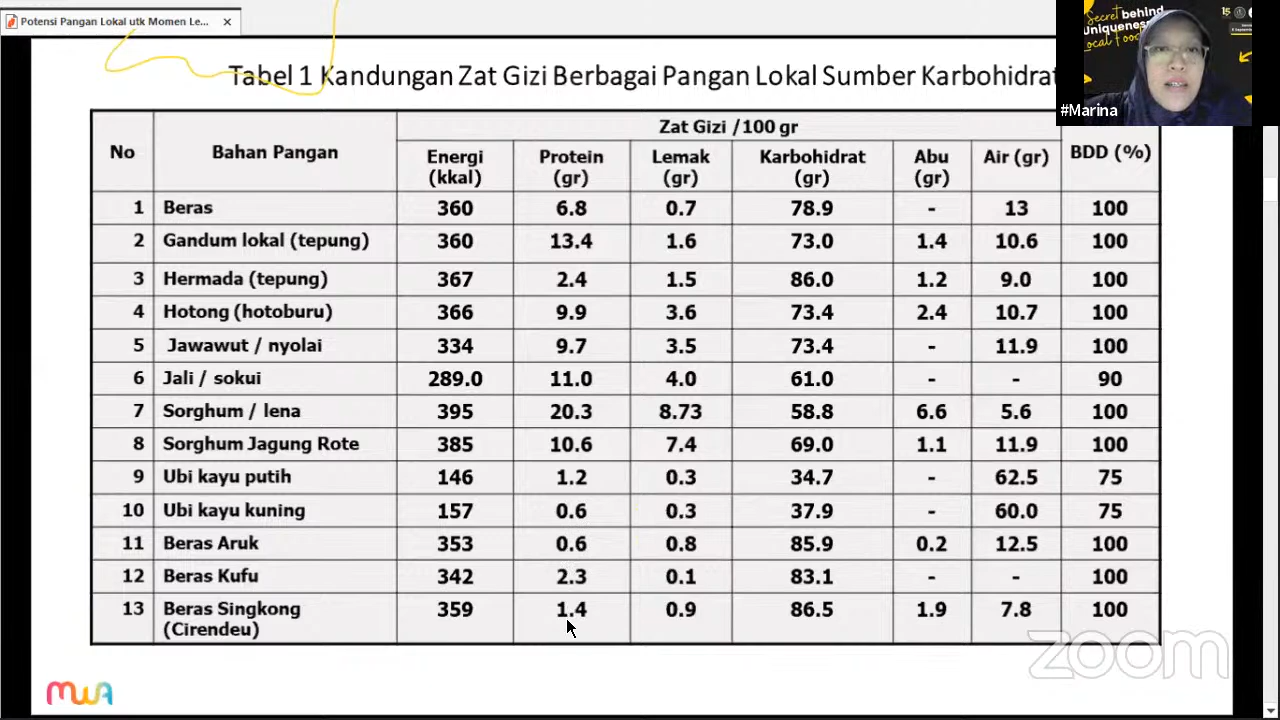 Potensi Pangan Lokal utk Momen Le...
Secret behind
uniqueness
Local Food
15
#Marina
Tabel 1 Kandungan Zat Gizi Berbagai Pangan Lokal Sumber Karbohidrat
No Bahan Pangan Zat Gizi /100 gr BDD (%)
Energi (kkal) Protein (gr) Lemak (gr) Karbohidrat (gr) Abu (gr) Air (gr)
1 Beras 360 6.8 0.7 78.9 - 13 100
2 Gandum lokal (tepung) 360 13.4 1.6 73.0 1.4 10.6 100
3 Hermada (tepung) 367 2.4 1.5 86.0 1.2 9.0 100
4 Hotong (hotoburu) 366 9.9 3.6 73.4 2.4 10.7 100
5 Jawawut / nyolai 334 9.7 3.5 73.4 - 11.9 100
6 Jali / sokui 289.0 11.0 4.0 61.0 - - 90
7 Sorghum / lena 395 20.3 8.73 58.8 6.6 5.6 100
8 Sorghum Jagung Rote 385 10.6 7.4 69.0 1.1 11.9 100
9 Ubi kayu putih 146 1.2 0.3 34.7 - 62.5 75
10 Ubi kayu kuning 157 0.6 0.3 37.9 - 60.0 75
11 Beras Aruk 353 0.6 0.8 85.9 0.2 12.5 100
12 Beras Kufu 342 2.3 0.1 83.1 - - 100
13 Beras Singkong 359 1.4 0.9 86.5 1.9 7.8 100
(Cirendeu)
zoom
MWA